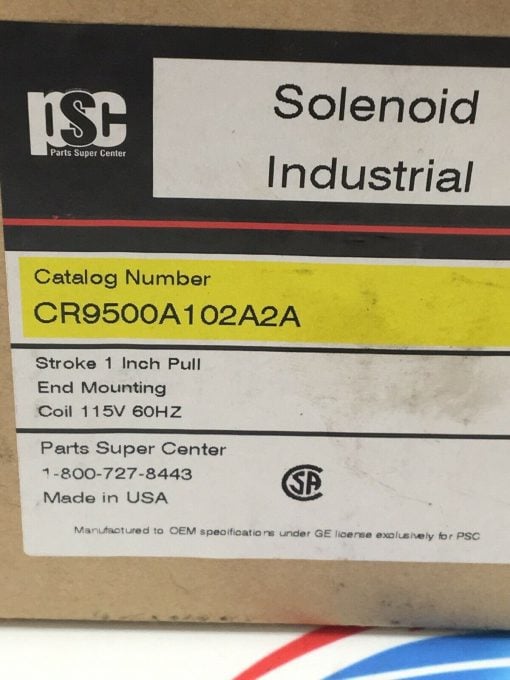 psc
Parts Super Center
Solenoid
Industrial
Catalog Number
CR9500A102A2A
Stroke 1 Inch Pull
End Mounting
Coil 115V 60HZ
Parts Super Center
1-800-727-8443
Made in USA
SA
Manufactured to OEM specifications under GE license exclusively for PSC